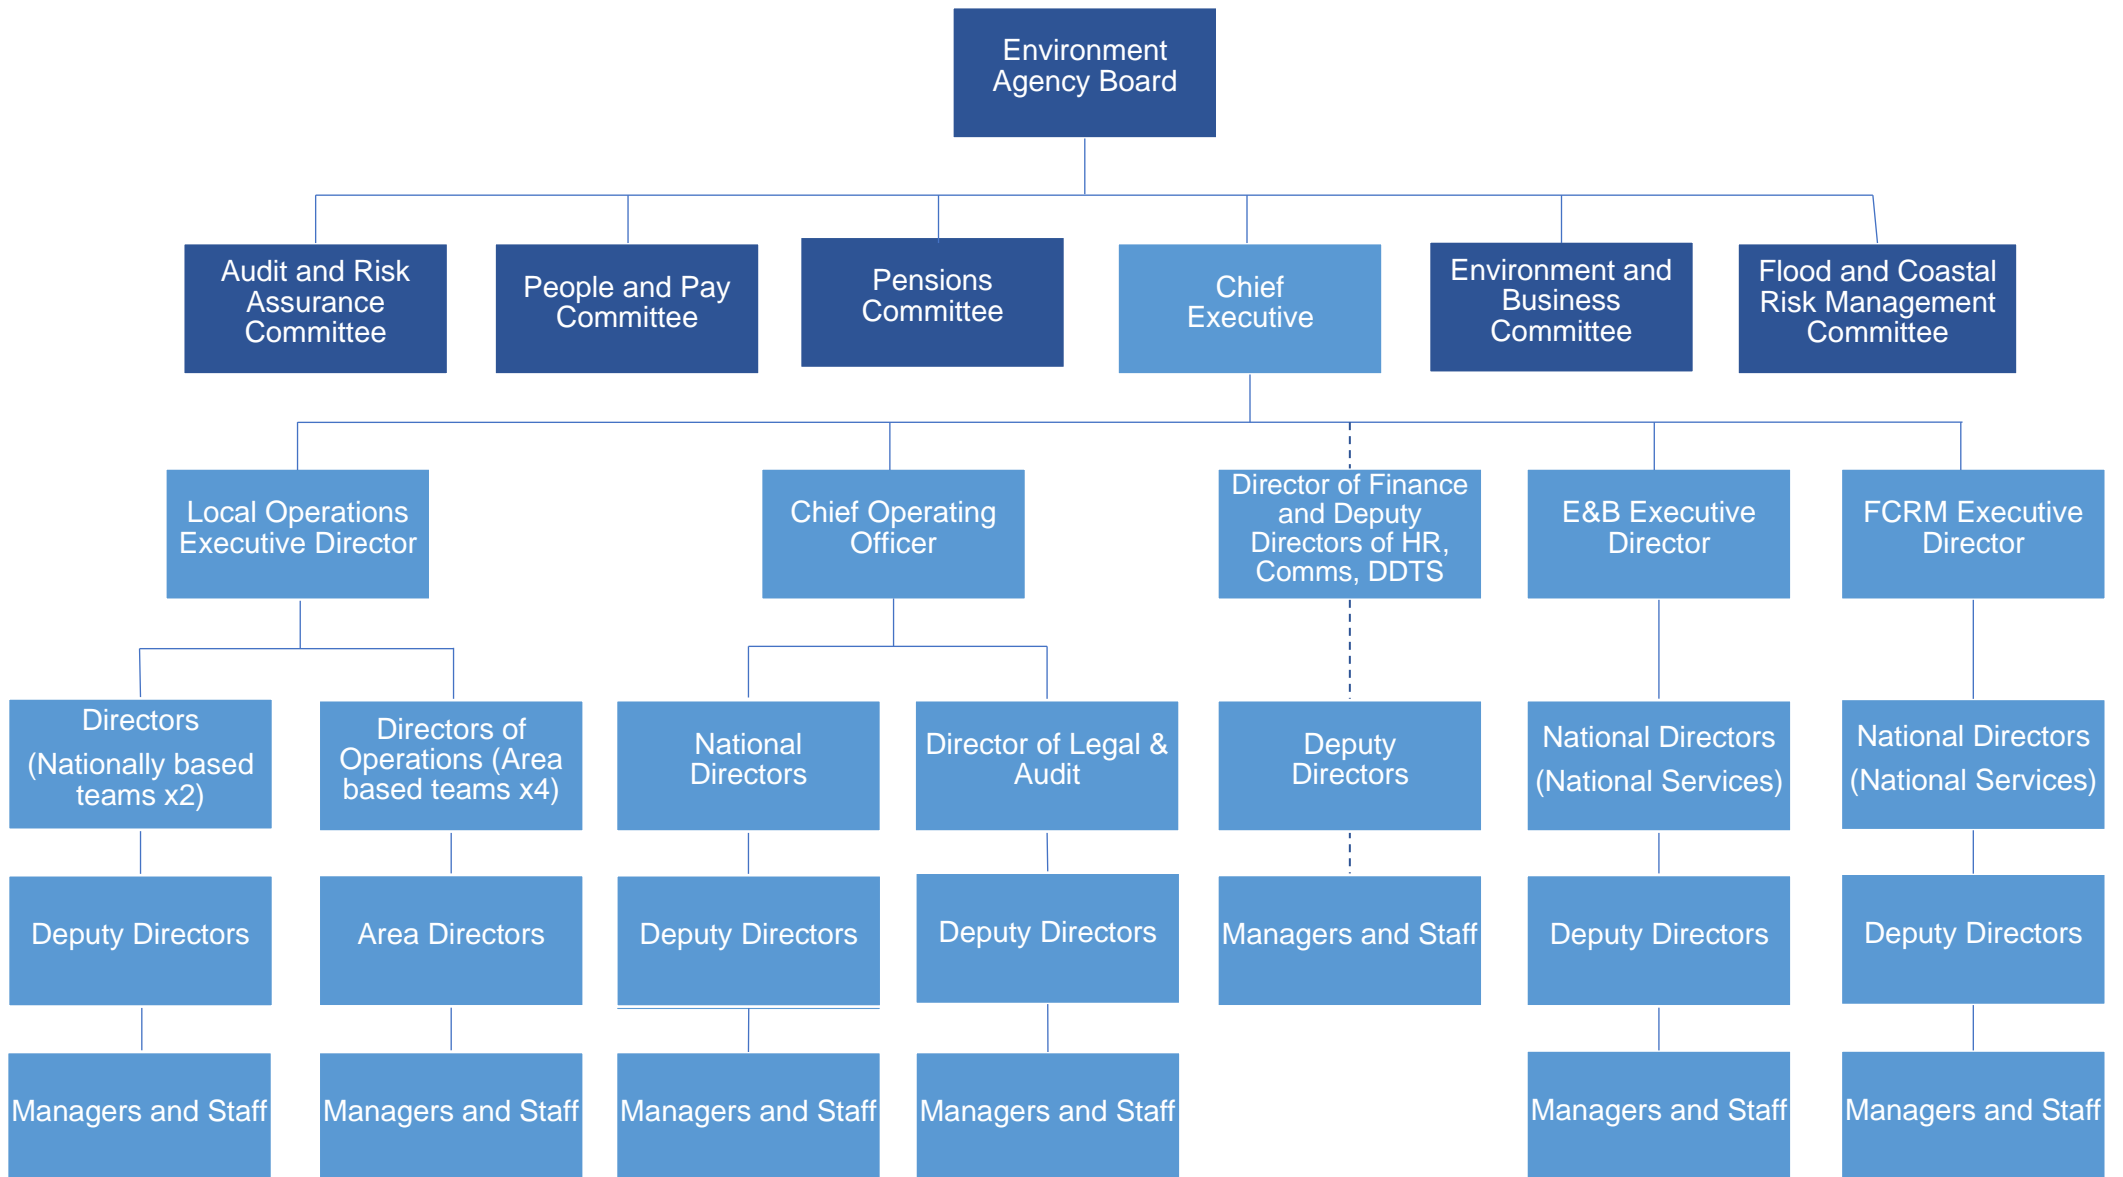 Environment
Agency Board
Audit and Risk
Assurance
Committee
People and Pay
Committee
Pensions
Committee
Chief
Executive
Environment and
Business
Committee
Flood and Coastal
Risk Management
Committee
Local Operations
Executive Director
Chief Operating
Officer
Director of Finance
and Deputy
Directors of HR,
Comms, DDTS
E&B Executive
Director
FCRM Executive
Director
Directors
(Nationally based
teams x2)
Directors of
Operations (Area
based teams x4)
National
Directors
Director of Legal &
Audit
Deputy
Directors
National Directors
(National Services)
National Directors
(National Services)
Deputy Directors
Area Directors
Deputy Directors
Deputy Directors
Managers and Staff
Deputy Directors
Deputy Directors
Managers and Staff
Managers and Staff
Managers and Staff
Managers and Staff
Managers and Staff
Managers and Staff